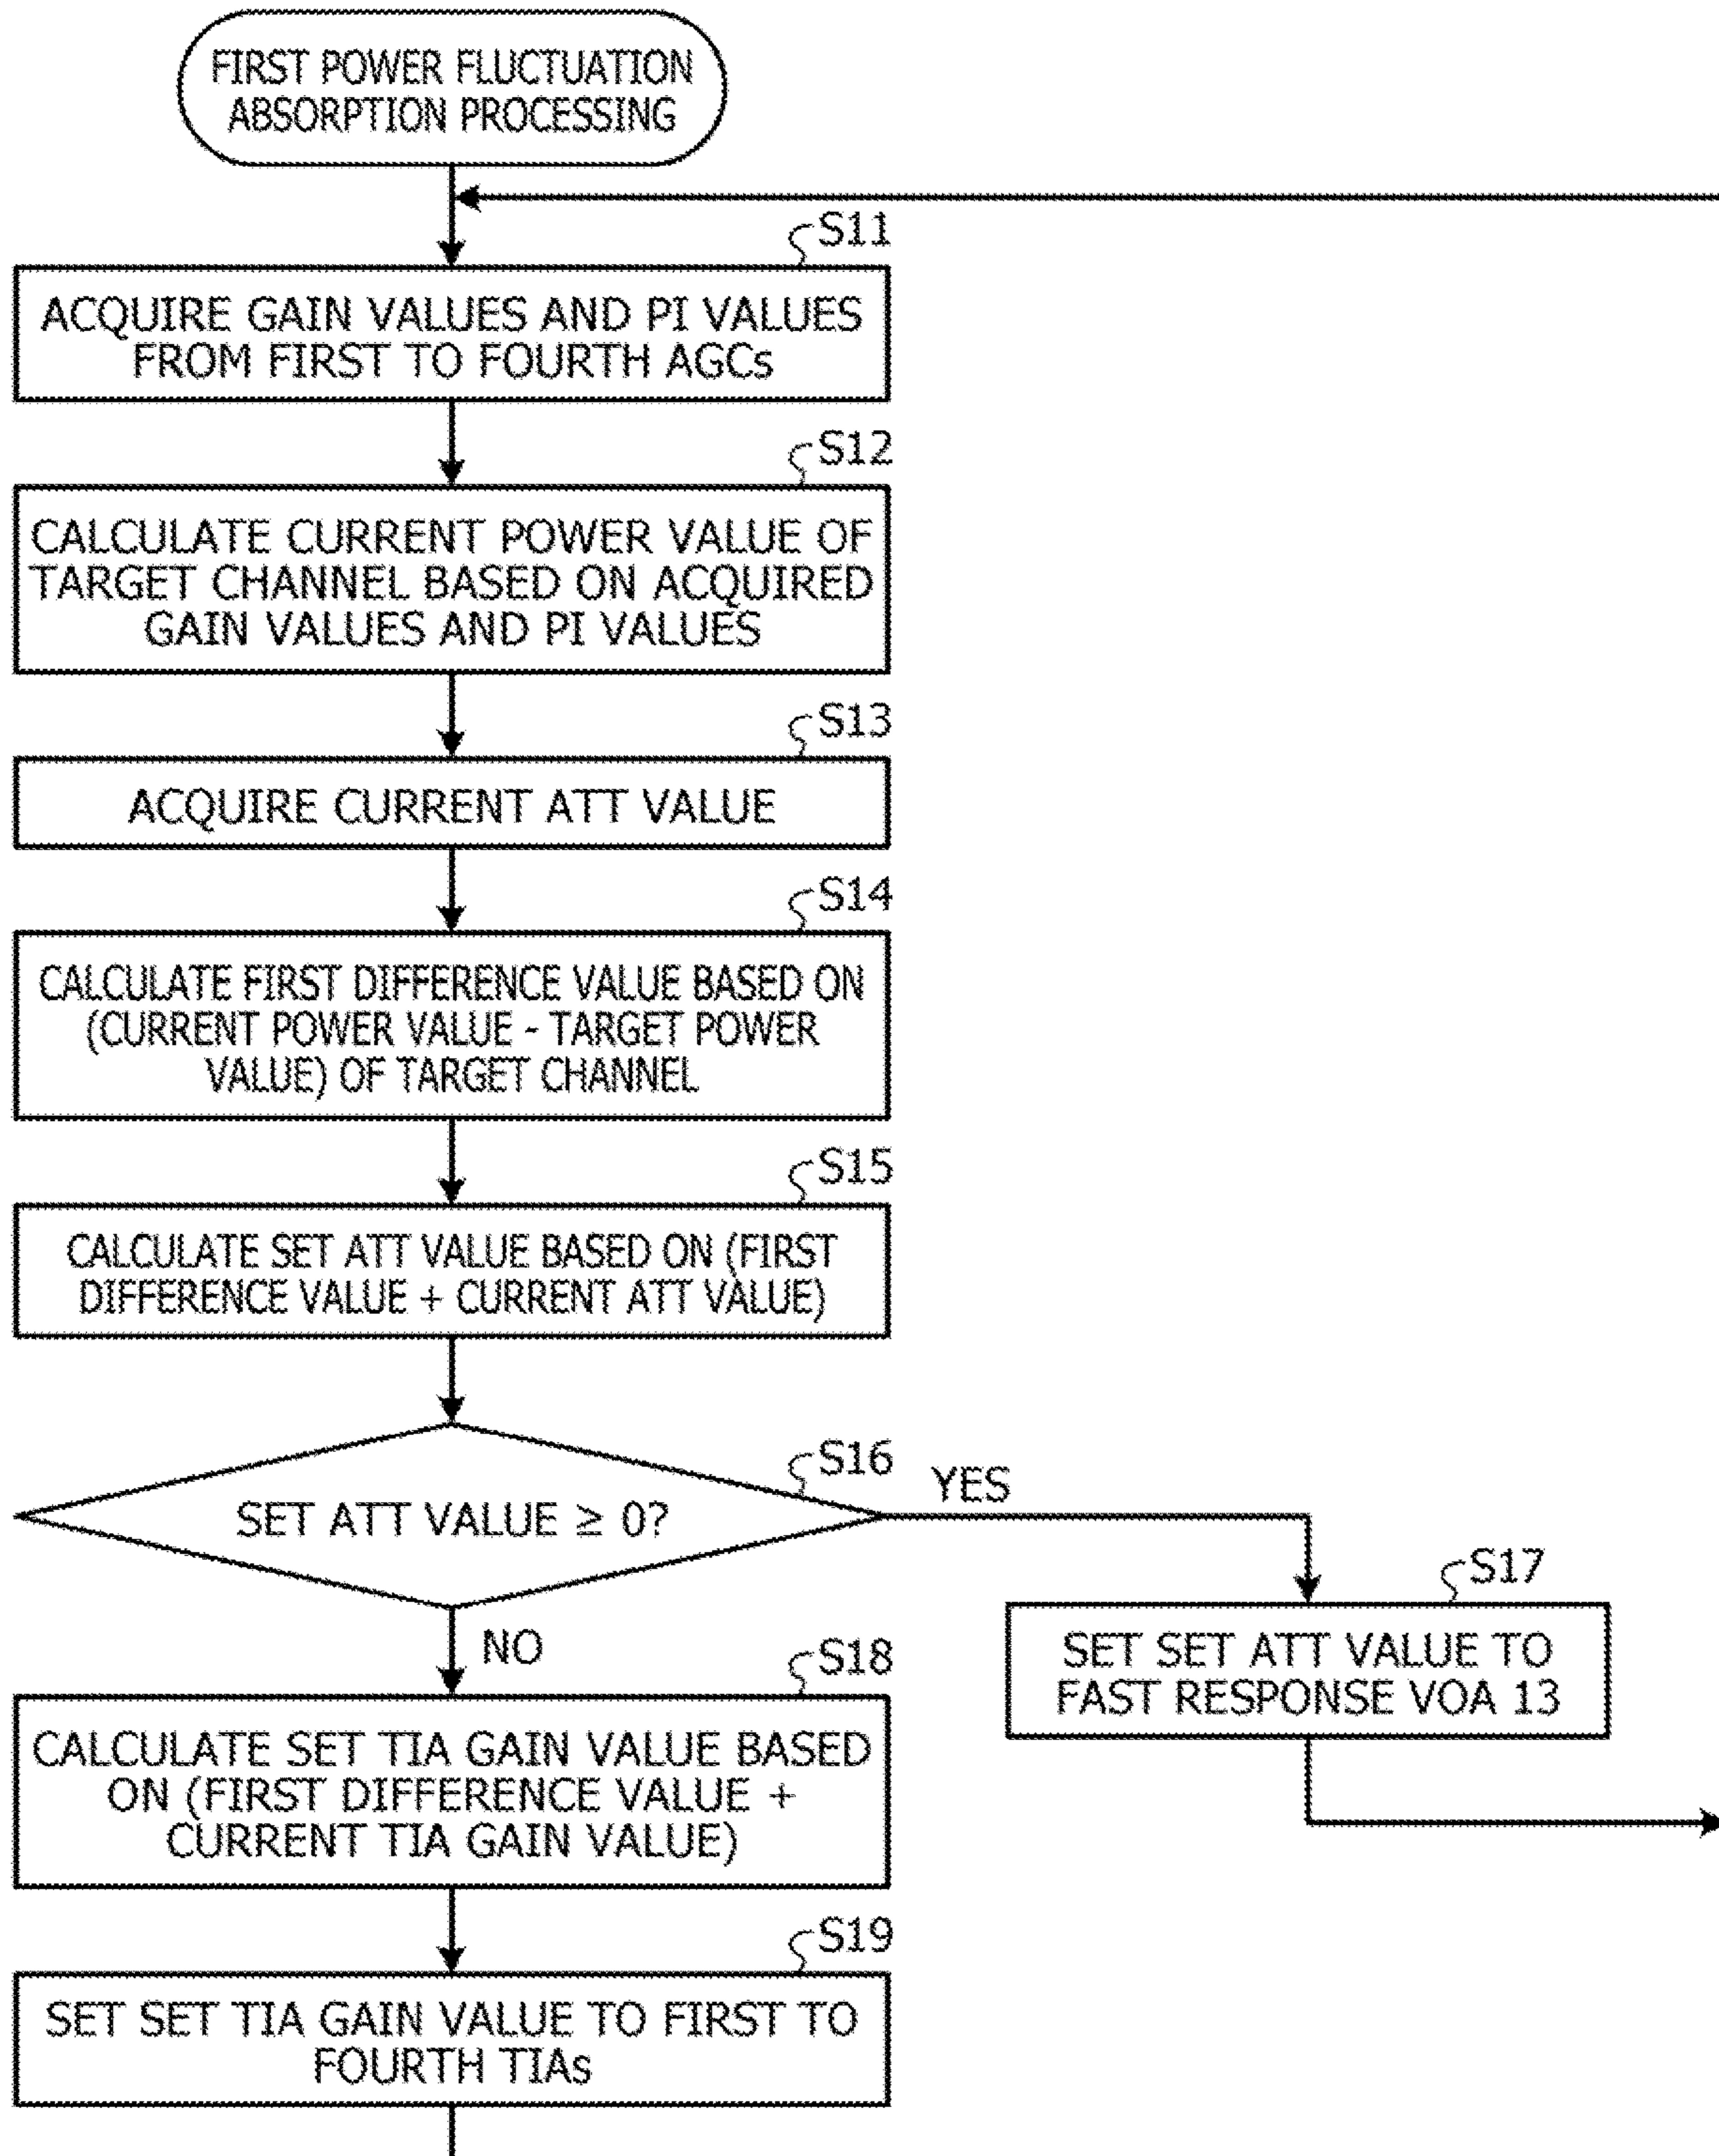 FIRST POWER FLUCTUATION
ABSORPTION PROCESSING
S11
ACQUIRE GAIN VALUES AND PI VALUES
FROM FIRST TO FOURTH AGCs
S12
CALCULATE CURRENT POWER VALUE OF
TARGET CHANNEL BASED ON ACQUIRED
GAIN VALUES AND PI VALUES
S13
ACQUIRE CURRENT ATT VALUE
S14
CALCULATE FIRST DIFFERENCE VALUE BASED ON
(CURRENT POWER VALUE - TARGET POWER
VALUE) OF TARGET CHANNEL
S15
CALCULATE SET ATT VALUE BASED ON (FIRST
DIFFERENCE VALUE + CURRENT ATT VALUE)
S16
SET ATT VALUE ≥ 0?
YES
S17
SET SET ATT VALUE TO
FAST RESPONSE VOA 13
NO
S18
CALCULATE SET TIA GAIN VALUE BASED
ON (FIRST DIFFERENCE VALUE +
CURRENT TIA GAIN VALUE)
S19
SET SET TIA GAIN VALUE TO FIRST TO
FOURTH TIAs